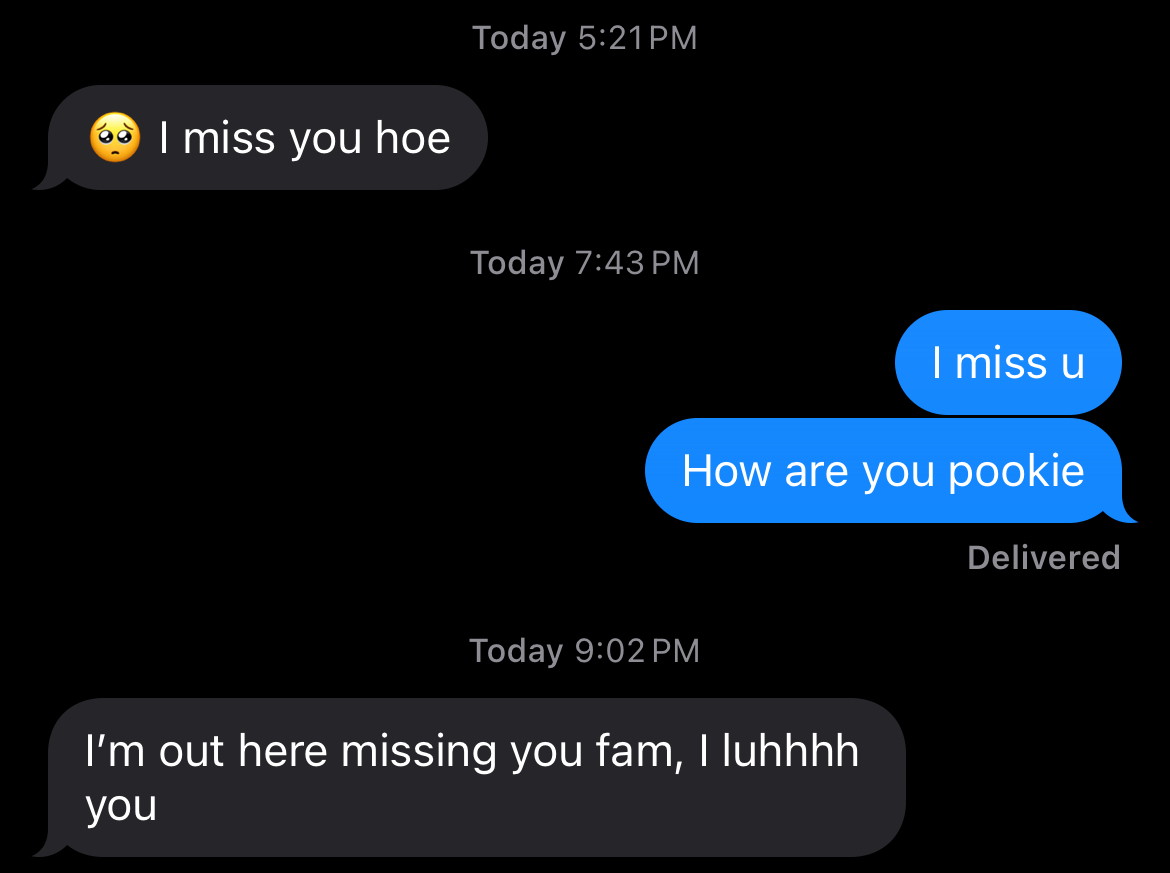 Today 5:21 PM
🥺 I miss you hoe
Today 7:43 PM
I miss u
How are you pookie
Delivered
Today 9:02 PM
I’m out here missing you fam, I luhhhh
you